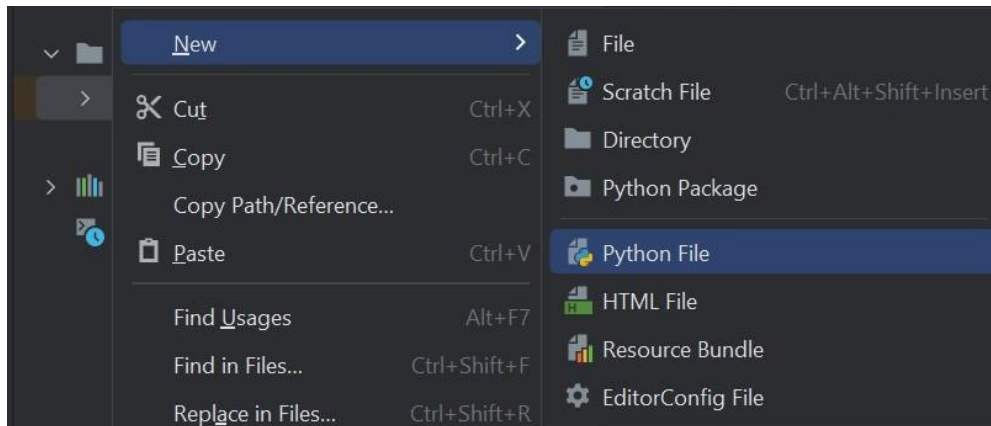 New
Cut Ctrl+X
Copy Ctrl+C
Copy Path/Reference...
Paste Ctrl+V
Find Usages Alt+F7
Find in Files... Ctrl+Shift+F
Replace in Files... Ctrl+Shift+R
File
Scratch File Ctrl+Alt+Shift+Insert
Directory
Python Package
Python File
HTML File
Resource Bundle
EditorConfig File